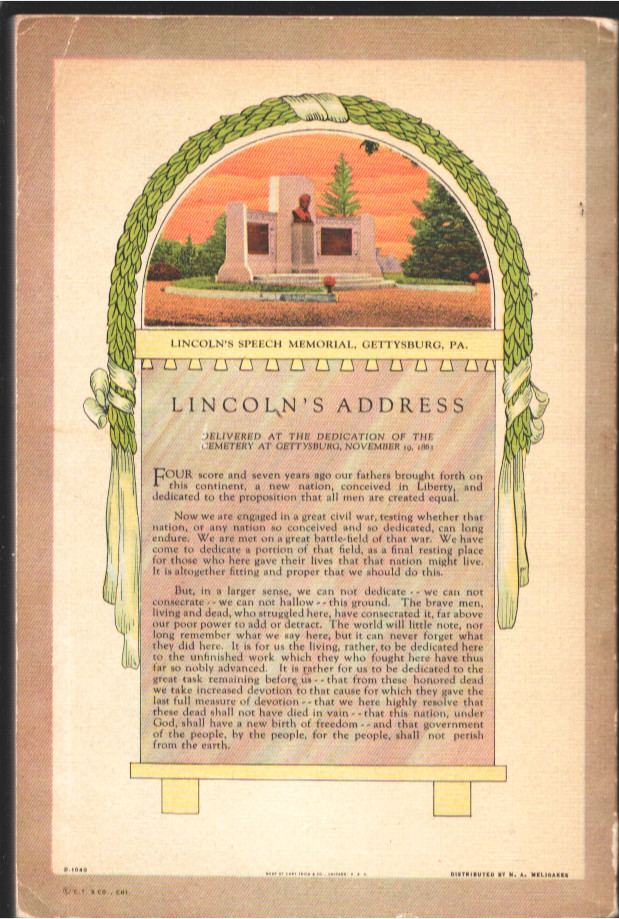 LINCOLN'S SPEECH MEMORIAL, GETTYSBURG, PA.
LINCOLN'S ADDRESS
DELIVERED AT THE DEDICATION OF THE
CEMETERY AT GETTYSBURG, NOVEMBER 19, 1863
FOUR score and seven years ago our fathers brought forth on
this continent, a new nation, conceived in Liberty, and
dedicated to the proposition that all men are created equal.
Now we are engaged in a great civil war, testing whether that
nation, or any nation so conceived and so dedicated, can long
endure. We are met on a great battle-field of that war. We have
come to dedicate a portion of that field, as a final resting place
for those who here gave their lives that that nation might live.
It is altogether fitting and proper that we should do this.
But, in a larger sense, we can not dedicate -- we can not
consecrate -- we can not hallow -- this ground. The brave men,
living and dead, who struggled here, have consecrated it, far above
our poor power to add or detract. The world will little note, nor
long remember what we say here, but it can never forget what
they did here. It is for us the living, rather, to be dedicated here
to the unfinished work which they who fought here have thus
far so nobly advanced. It is rather for us to be dedicated to the
great task remaining before us -- that from these honored dead
we take increased devotion to that cause for which they gave the
last full measure of devotion -- that we here highly resolve that
these dead shall not have died in vain -- that this nation, under
God, shall have a new birth of freedom -- and that government
of the people, by the people, for the people, shall not perish
from the earth.
D.1040
MADE BY CURT TEICH & CO., CHICAGO, U. S. A.
DISTRIBUTED BY N. A. MELIGAKES
© C. T. & CO., CHI.